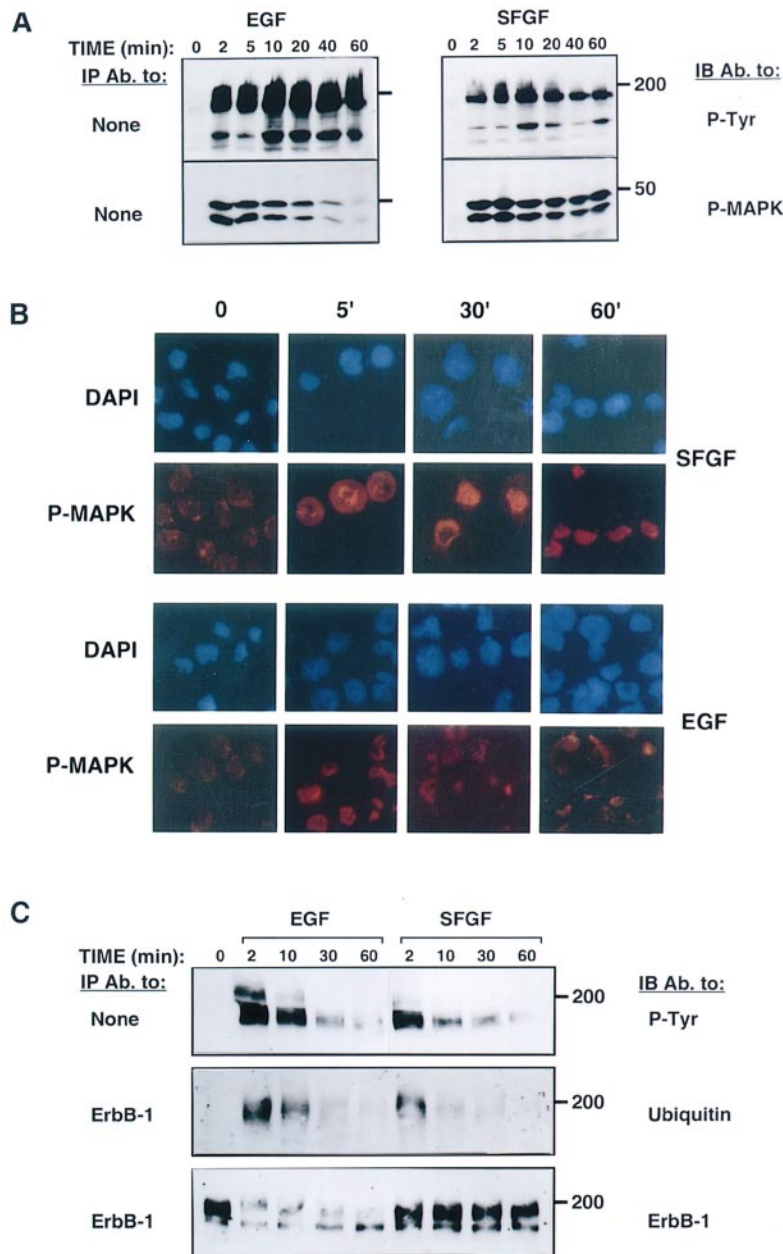 A
EGF
SFGF
TIME (min): 0 2 5 10 20 40 60 0 2 5 10 20 40 60
IP Ab. to: 200 IB Ab. to:
None P-Tyr
None 50 P-MAPK
B
0 5' 30' 60'
DAPI
SFGF
P-MAPK
DAPI
EGF
P-MAPK
C
EGF SFGF
TIME (min): 0 2 10 30 60 2 10 30 60
IP Ab. to: IB Ab. to:
200
None P-Tyr
ErbB-1 200 Ubiquitin
200
ErbB-1 ErbB-1